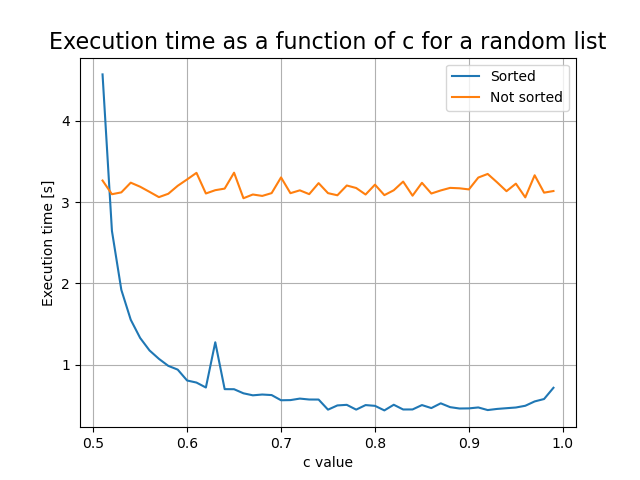 Execution time as a function of c for a random list
Sorted
Not sorted
Execution time [s]
4
3
2
1
0.5 0.6 0.7 0.8 0.9 1.0
c value